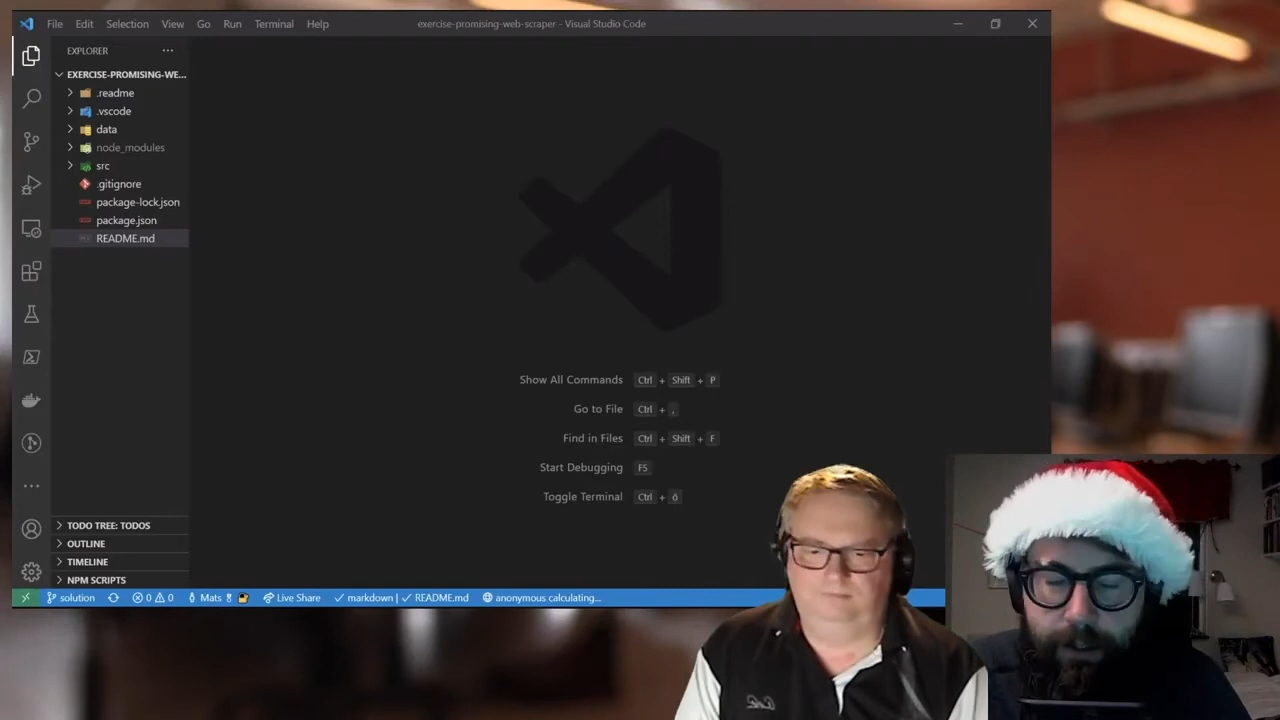 File Edit Selection View Go Run Terminal Help exercise-promising-web-scraper - Visual Studio Code
EXPLORER
EXERCISE-PROMISING-WE...
.readme
.vscode
data
node_modules
src
.gitignore
package-lock.json
package.json
README.md
Show All Commands Ctrl + Shift + P
Go to File Ctrl + ,
Find in Files Ctrl + Shift + F
Start Debugging F5
Toggle Terminal Ctrl + ö
TODO TREE: TODOS
OUTLINE
TIMELINE
NPM SCRIPTS
solution 0 0 Mats Live Share markdown | README.md anonymous calculating...